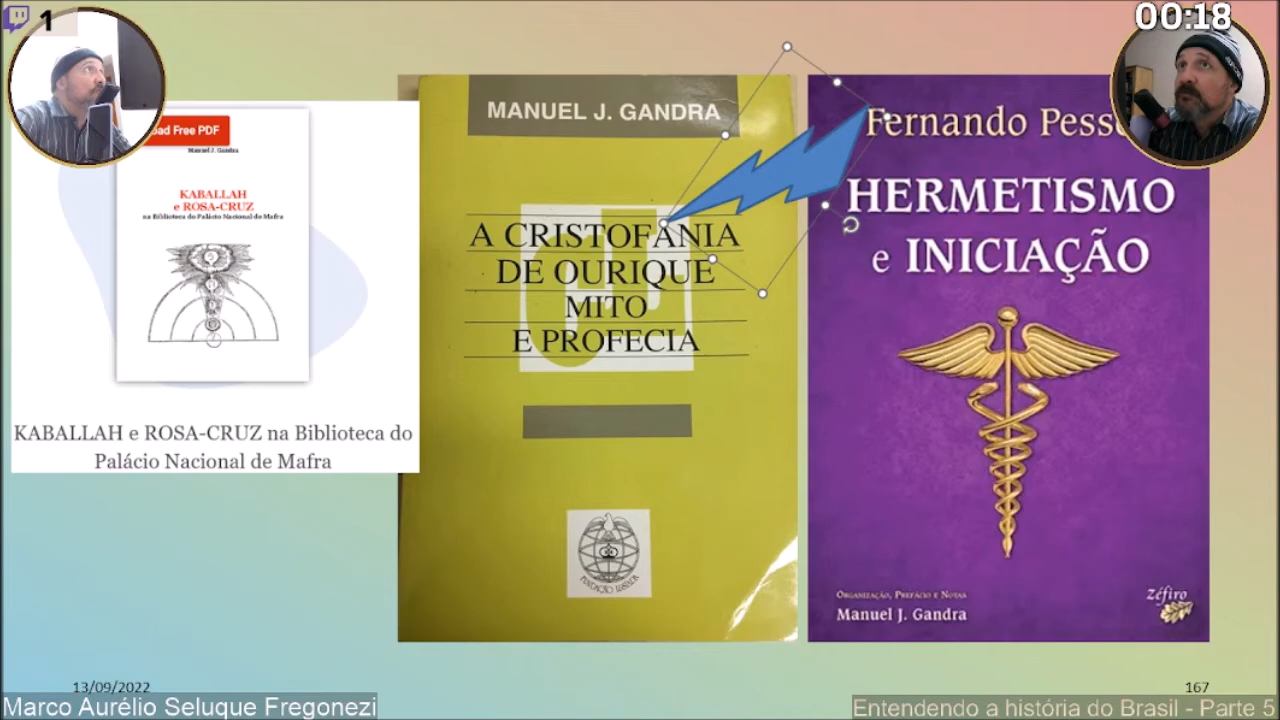 1
00:18
Load Free PDF
Manuel J. Gandra
KABALLAH
e ROSA-CRUZ
na Biblioteca do Palácio Nacional de Mafra
KABALLAH e ROSA-CRUZ na Biblioteca do
Palácio Nacional de Mafra
MANUEL J. GANDRA
A CRISTOFANIA
DE OURIQUE
MITO
E PROFECIA
FUNDAÇÃO LUSÍADA
Fernando Pess
HERMETISMO
e INICIAÇÃO
ORGANIZAÇÃO, PREFÁCIO E NOTAS
Manuel J. Gandra
Zéfiro
13/09/2022
167
Marco Aurélio Seluque Fregonezi
Entendendo a história do Brasil - Parte 5